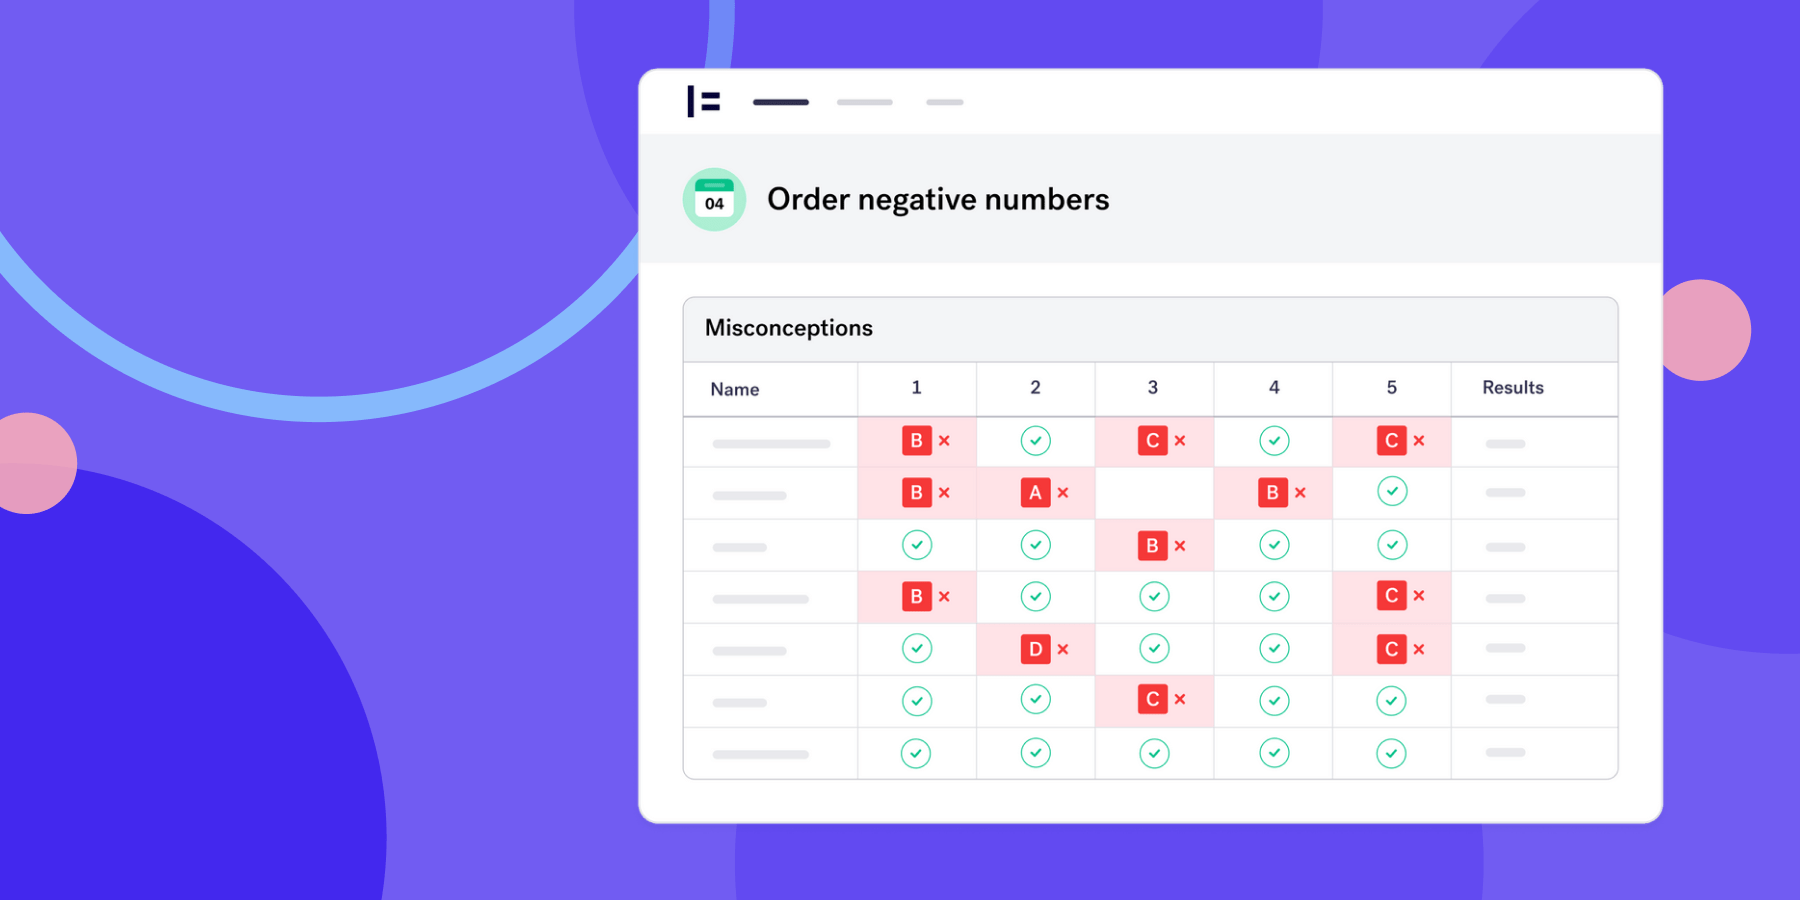 04
Order negative numbers
Misconceptions
Name 1 2 3 4 5 Results
B C C
B A B
B
B C
D C
C